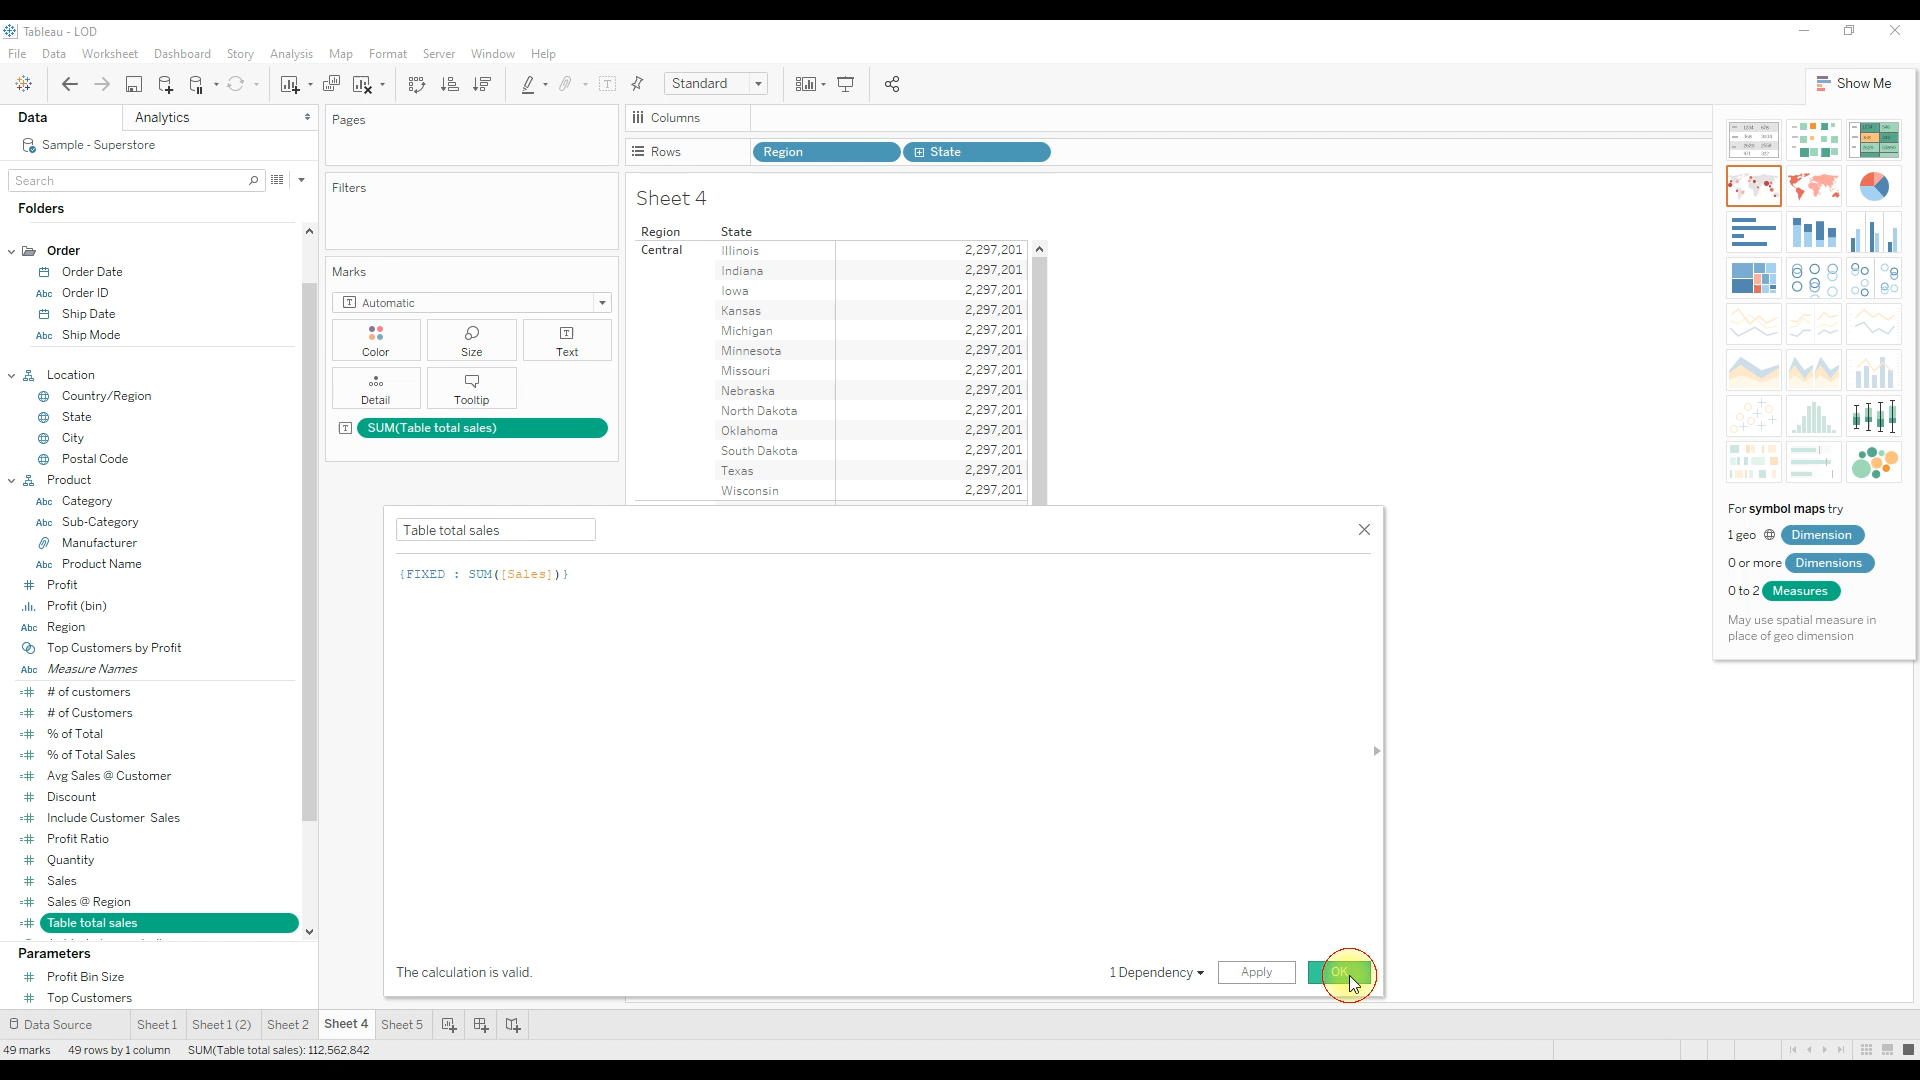 Tableau - LOD
File Data Worksheet Dashboard Story Analysis Map Format Server Window Help
Standard
Show Me
Data Analytics
Sample - Superstore
Search
Folders
Order
Order Date
Abc Order ID
Ship Date
Abc Ship Mode
Location
Country/Region
State
City
Postal Code
Product
Abc Category
Abc Sub-Category
Manufacturer
Abc Product Name
Profit
Profit (bin)
Abc Region
Top Customers by Profit
Abc Measure Names
# of customers
# of Customers
% of Total
% of Total Sales
Avg Sales @ Customer
Discount
Include Customer Sales
Profit Ratio
Quantity
Sales
Sales @ Region
Table total sales
Parameters
Profit Bin Size
Top Customers
Pages
Filters
Marks
Automatic
Color Size Text
Detail Tooltip
SUM(Table total sales)
Columns
Rows Region State
Sheet 4
Region State
Central Illinois 2,297,201
Indiana 2,297,201
Iowa 2,297,201
Kansas 2,297,201
Michigan 2,297,201
Minnesota 2,297,201
Missouri 2,297,201
Nebraska 2,297,201
North Dakota 2,297,201
Oklahoma 2,297,201
South Dakota 2,297,201
Texas 2,297,201
Wisconsin 2,297,201
Table total sales
{FIXED : SUM([Sales])}
The calculation is valid.
1 Dependency Apply OK
For symbol maps try
1 geo Dimension
0 or more Dimensions
0 to 2 Measures
May use spatial measure in
place of geo dimension
Data Source Sheet 1 Sheet 1 (2) Sheet 2 Sheet 4 Sheet 5
49 marks 49 rows by 1 column SUM(Table total sales): 112,562,842